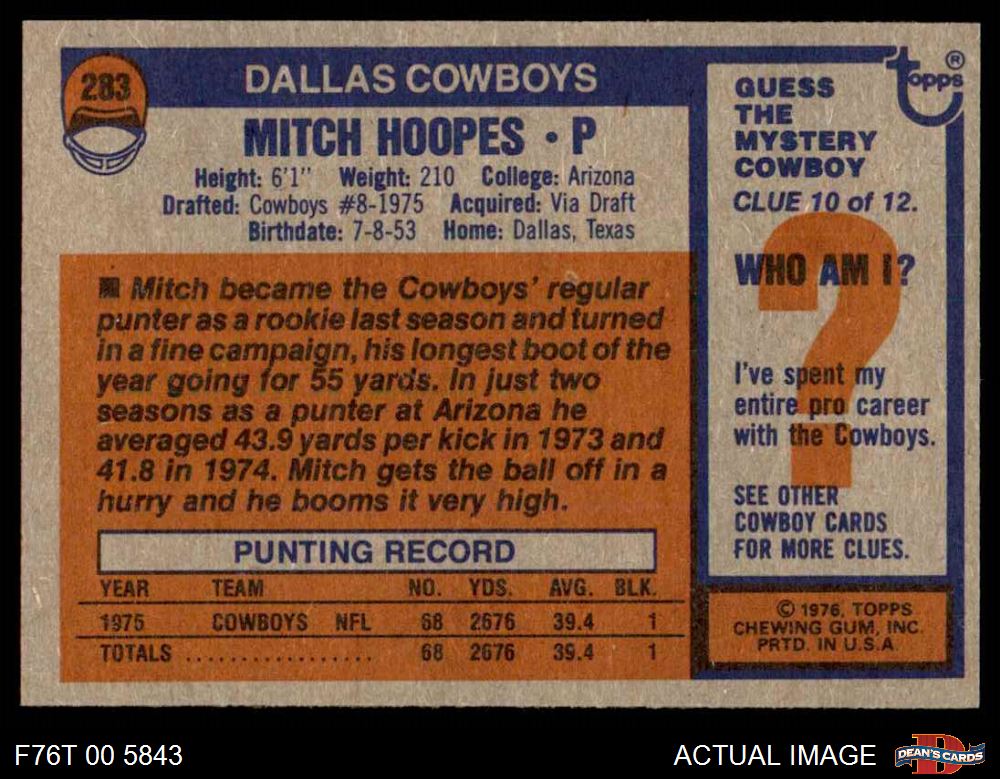 283
DALLAS COWBOYS
MITCH HOOPES • P
Height: 6'1" Weight: 210 College: Arizona
Drafted: Cowboys #8-1975 Acquired: Via Draft
Birthdate: 7-8-53 Home: Dallas, Texas
■ Mitch became the Cowboys' regular
punter as a rookie last season and turned
in a fine campaign, his longest boot of the
year going for 55 yards. In just two
seasons as a punter at Arizona he
averaged 43.9 yards per kick in 1973 and
41.8 in 1974. Mitch gets the ball off in a
hurry and he booms it very high.
PUNTING RECORD
YEAR TEAM NO. YDS. AVG. BLK.
1975 COWBOYS NFL 68 2676 39.4 1
TOTALS .................. 68 2676 39.4 1
topps®
GUESS
THE
MYSTERY
COWBOY
CLUE 10 of 12.
WHO AM I?
?
I've spent my
entire pro career
with the Cowboys.
SEE OTHER
COWBOY CARDS
FOR MORE CLUES.
© 1976, TOPPS
CHEWING GUM, INC.
PRTD. IN U.S.A.
F76T 00 5843
ACTUAL IMAGE
D
DEAN'S CARDS